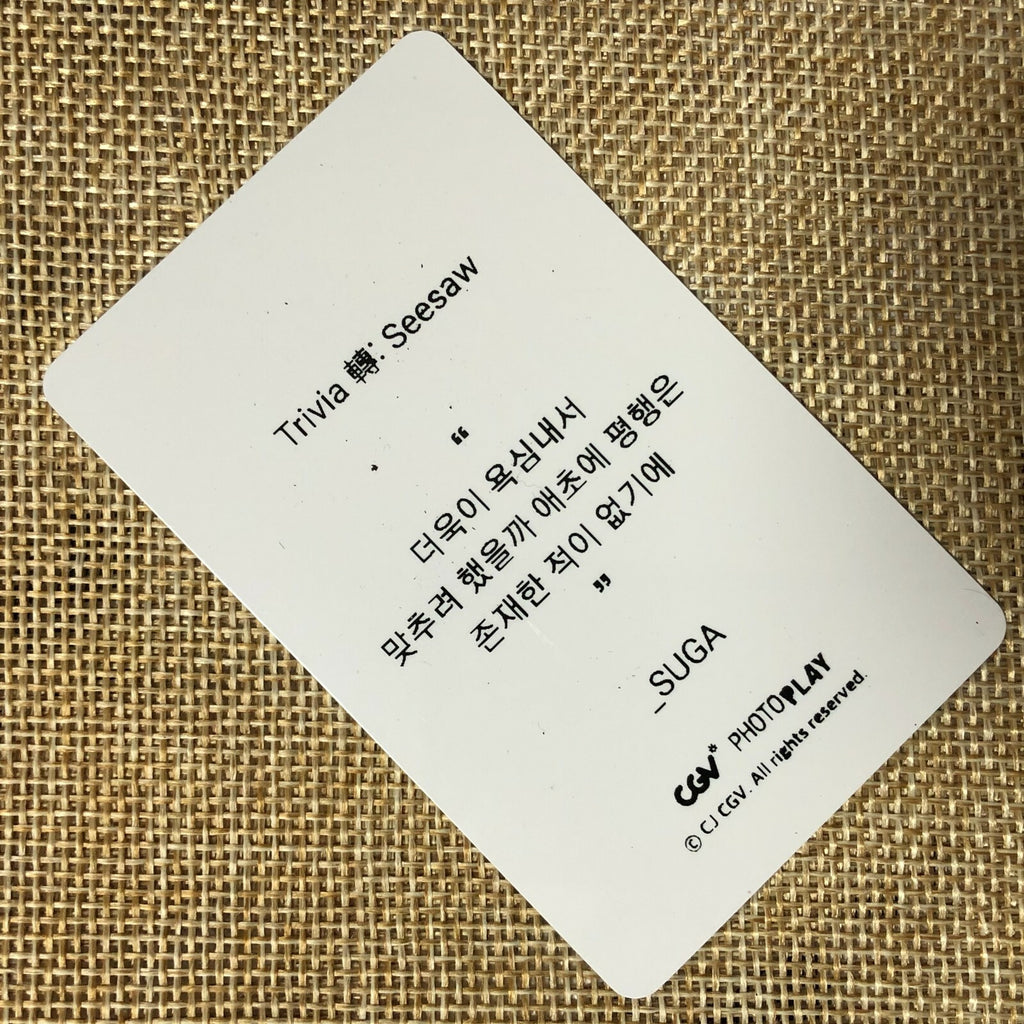 Trivia 轉: Seesaw
“
더욱이 욕심내서
맞추려 했을까 애초에 평행은
존재한 적이 없기에
”
_SUGA
CGV* PHOTOPLAY
© CJ CGV. All rights reserved.